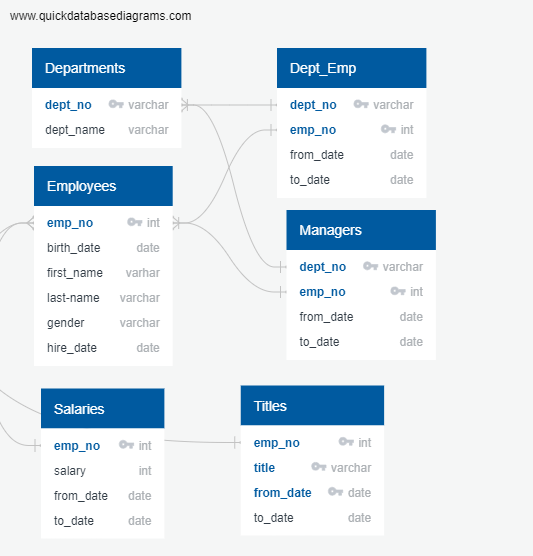 www.quickdatabasediagrams.com
Departments
dept_no varchar
dept_name varchar
Dept_Emp
dept_no varchar
emp_no int
from_date date
to_date date
Employees
emp_no int
birth_date date
first_name varhar
last-name varchar
gender varchar
hire_date date
Managers
dept_no varchar
emp_no int
from_date date
to_date date
Salaries
emp_no int
salary int
from_date date
to_date date
Titles
emp_no int
title varchar
from_date date
to_date date